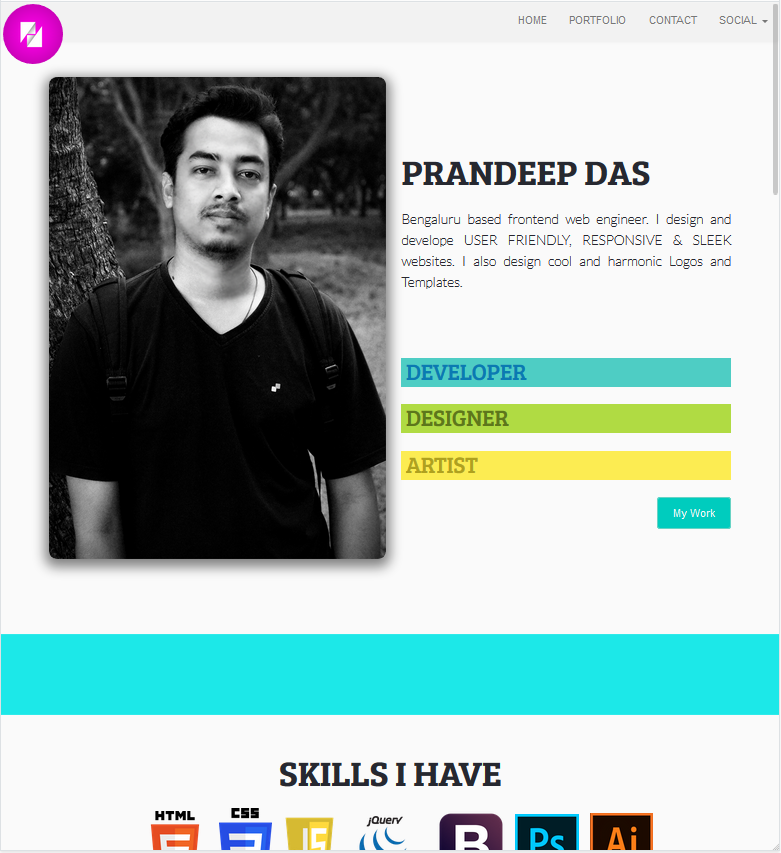 HOME PORTFOLIO CONTACT SOCIAL
PRANDEEP DAS
Bengaluru based frontend web engineer. I design and
develope USER FRIENDLY, RESPONSIVE & SLEEK
websites. I also design cool and harmonic Logos and
Templates.
DEVELOPER
DESIGNER
ARTIST
My Work
SKILLS I HAVE
HTML CSS JS jQuery B Ps Ai